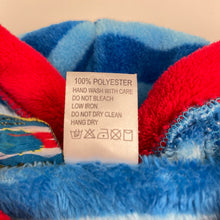 100% POLYESTER
HAND WASH WITH CARE
DO NOT BLEACH
LOW IRON
DO NOT DRY CLEAN
HANG DRY